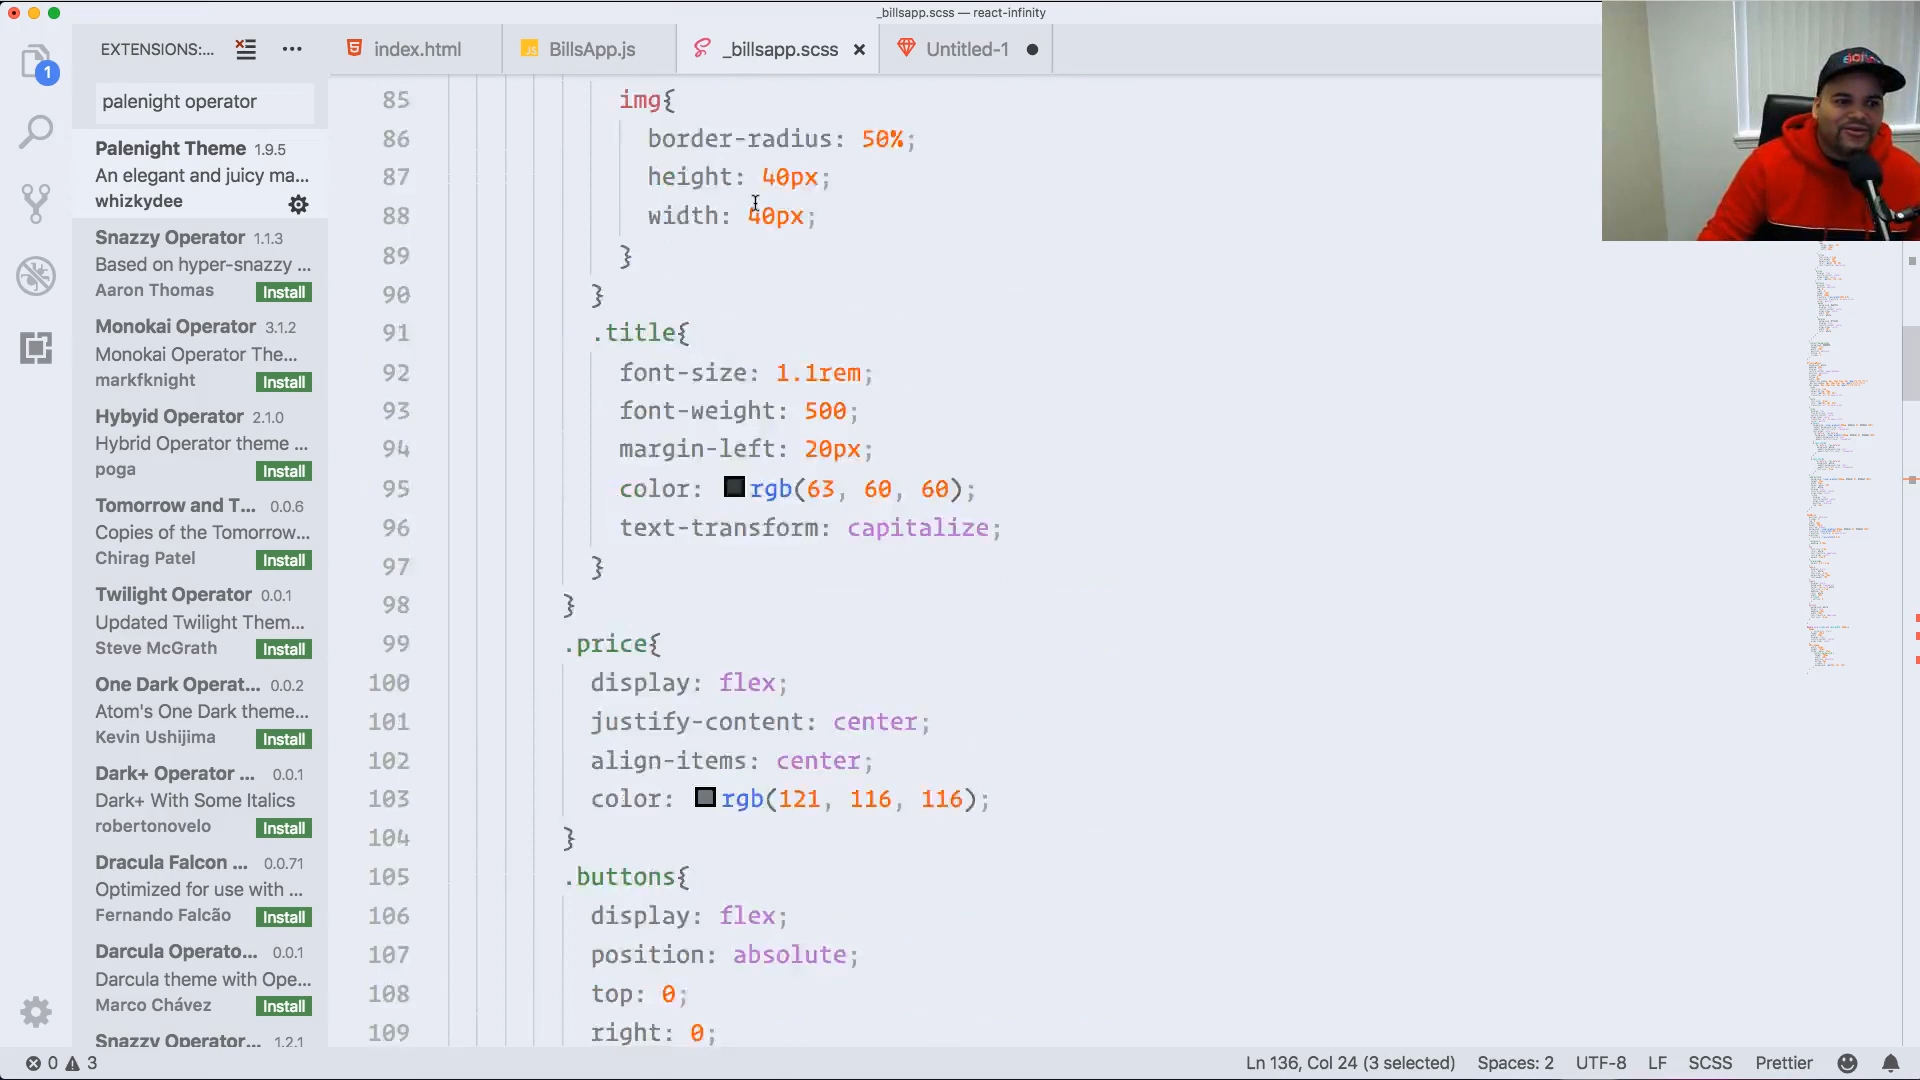 _billsapp.scss — react-infinity
EXTENSIONS:...
index.html
JS BillsApp.js
_billsapp.scss
Untitled-1
1
palenight operator
Palenight Theme 1.9.5
An elegant and juicy ma...
whizkydee
Snazzy Operator 1.1.3
Based on hyper-snazzy ...
Aaron Thomas Install
Monokai Operator 3.1.2
Monokai Operator The...
markfknight Install
Hybyid Operator 2.1.0
Hybrid Operator theme ...
poga Install
Tomorrow and T... 0.0.6
Copies of the Tomorrow...
Chirag Patel Install
Twilight Operator 0.0.1
Updated Twilight Them...
Steve McGrath Install
One Dark Operat... 0.0.2
Atom's One Dark theme...
Kevin Ushijima Install
Dark+ Operator ... 0.0.1
Dark+ With Some Italics
robertonovelo Install
Dracula Falcon ... 0.0.71
Optimized for use with ...
Fernando Falcão Install
Darcula Operato... 0.0.1
Darcula theme with Ope...
Marco Chávez Install
Snazzy Operator... 1.2.1
85 img{
86 border-radius: 50%;
87 height: 40px;
88 width: 40px;
89 }
90 }
91 .title{
92 font-size: 1.1rem;
93 font-weight: 500;
94 margin-left: 20px;
95 color: rgb(63, 60, 60);
96 text-transform: capitalize;
97 }
98 }
99 .price{
100 display: flex;
101 justify-content: center;
102 align-items: center;
103 color: rgb(121, 116, 116);
104 }
105 .buttons{
106 display: flex;
107 position: absolute;
108 top: 0;
109 right: 0;
0 3
Ln 136, Col 24 (3 selected) Spaces: 2 UTF-8 LF SCSS Prettier